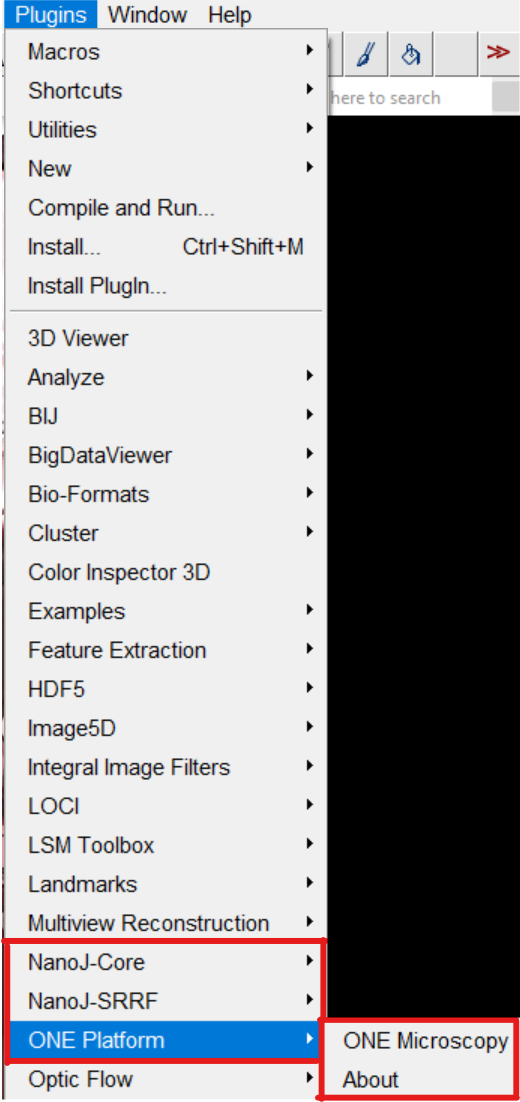 Plugins Window Help
Macros
here to search
Shortcuts
Utilities
New
Compile and Run...
Install... Ctrl+Shift+M
Install PlugIn...
3D Viewer
Analyze
BIJ
BigDataViewer
Bio-Formats
Cluster
Color Inspector 3D
Examples
Feature Extraction
HDF5
Image5D
Integral Image Filters
LOCI
LSM Toolbox
Landmarks
Multiview Reconstruction
NanoJ-Core
NanoJ-SRRF
ONE Platform
Optic Flow
ONE Microscopy
About